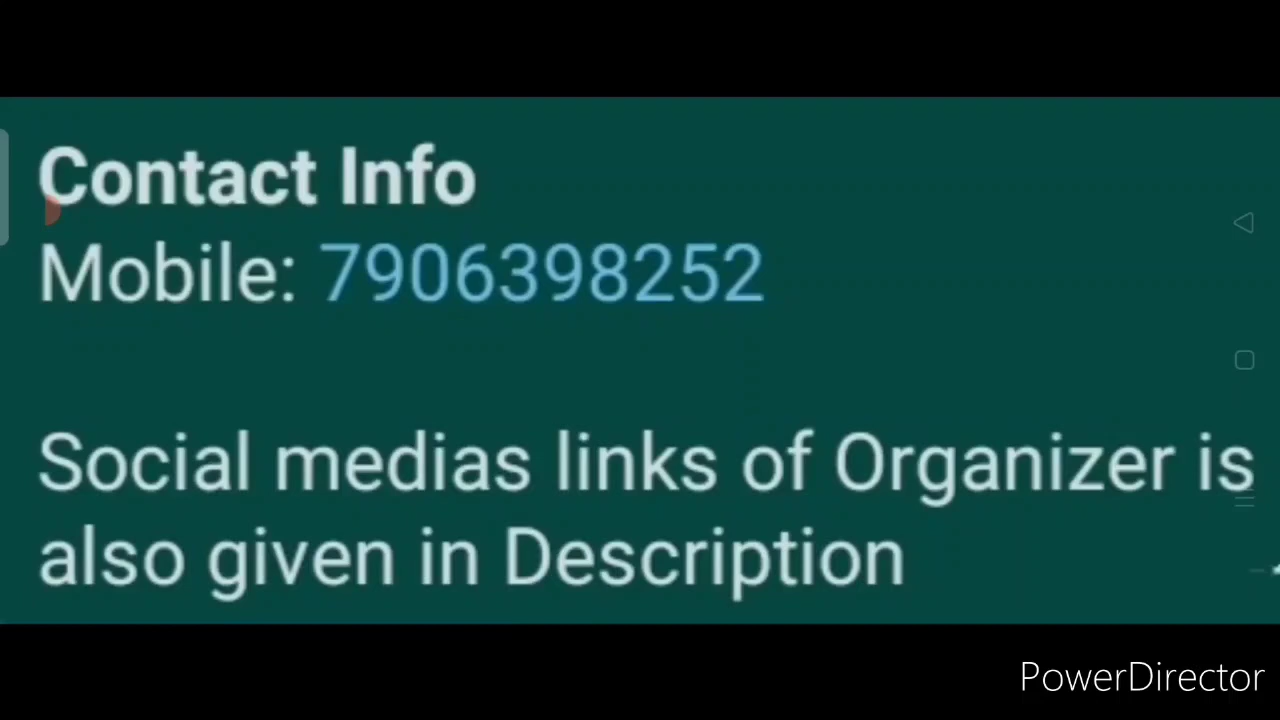 Contact Info
Mobile: 7906398252
Social medias links of Organizer is
also given in Description
PowerDirector